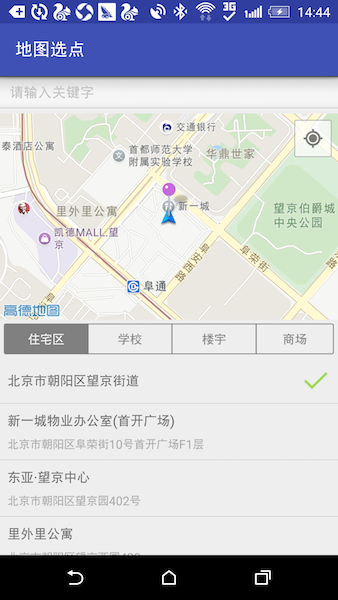 3G
14:44
地图选点
请输入关键字
交通银行
泰酒店公寓
首都师范大学
附属实验学校
华鼎世家
里外里公寓
新一城
望京伯爵城
中央公园
凯德MALL.望
京
阜安西路
阜荣街
阜通
高德地图
住宅区 学校 楼宇 商场
北京市朝阳区望京街道
新一城物业办公室(首开广场)
北京市朝阳区阜荣街10号首开广场F1层
东亚·望京中心
北京市朝阳区望京园402号
里外里公寓